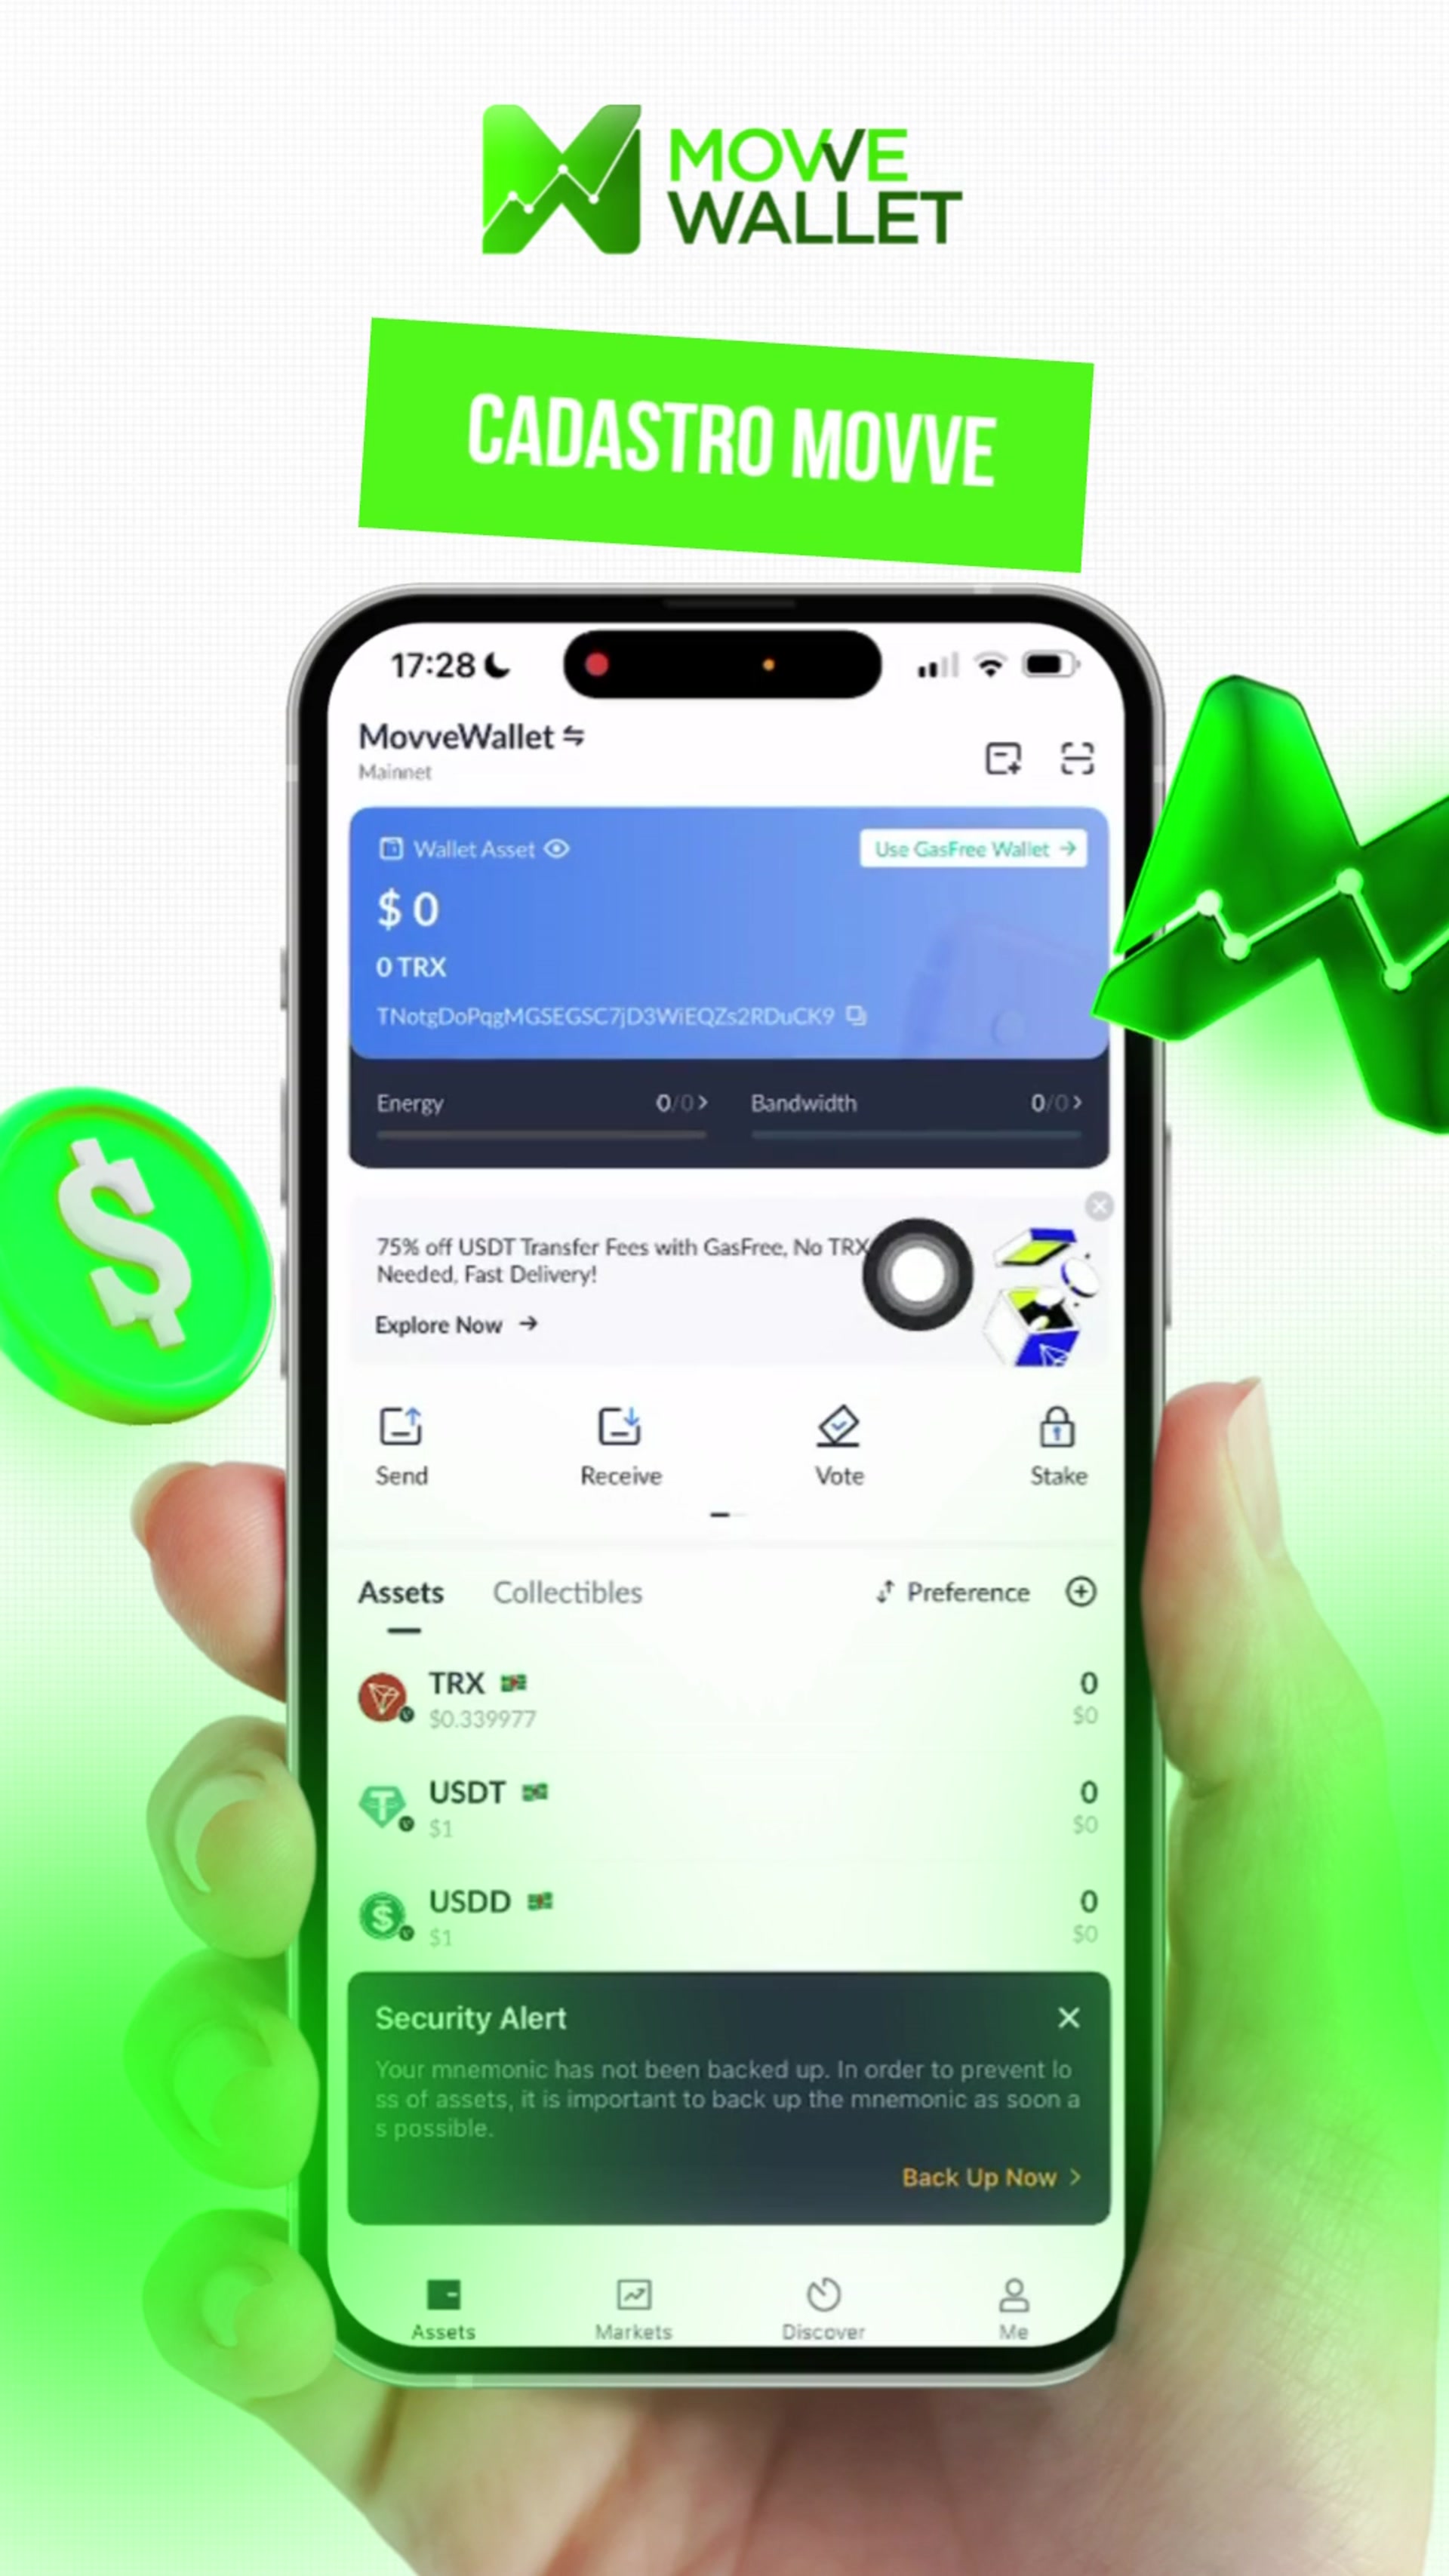 MOVVE
WALLET
CADASTRO MOVVE
17:28
MovveWallet
Mainnet
Wallet Asset
Use GasFree Wallet
$ 0
0 TRX
TNotgDoPqgMGSEGSC7jD3WiEQZs2RDuCK9
Energy 0/0 Bandwidth 0/0
75% off USDT Transfer Fees with GasFree, No TRX
Needed, Fast Delivery!
Explore Now
Send Receive Vote Stake
Assets Collectibles Preference
TRX 0
$0.339977 $0
USDT 0
$1 $0
USDD 0
$1 $0
Security Alert
Your mnemonic has not been backed up. In order to prevent lo
ss of assets, it is important to back up the mnemonic as soon a
s possible.
Back Up Now
Assets Markets Discover Me